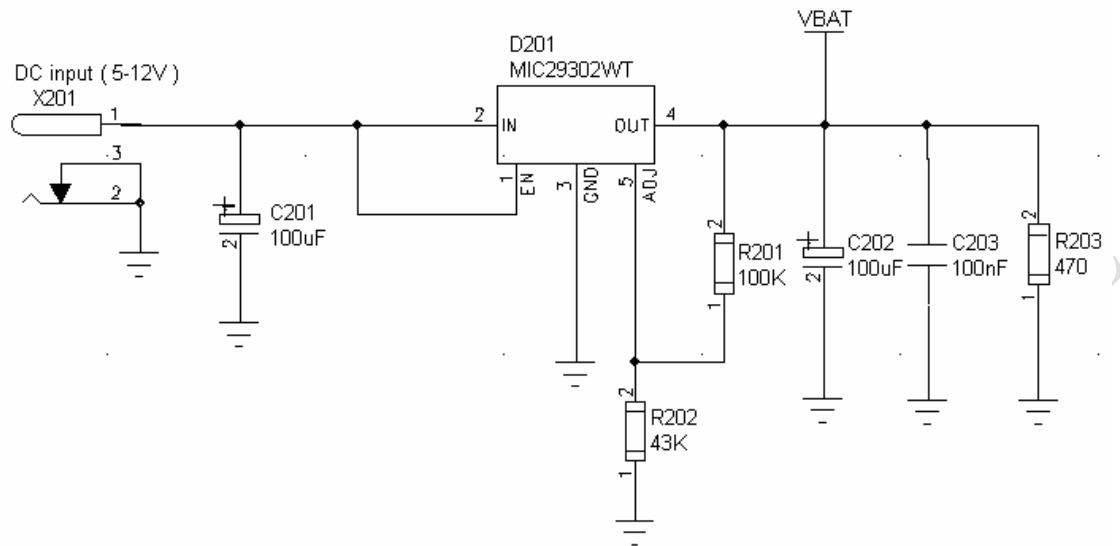 VBAT
D201
MIC29302WT
DC input ( 5-12V )
X201
1
2
IN
OUT
4
3
2
1
EN
3
GND
5
ADJ
C201
100uF
2
2
R201
100K
1
C202
100uF
2
C203
100nF
2
R203
470
1
2
R202
43K
1